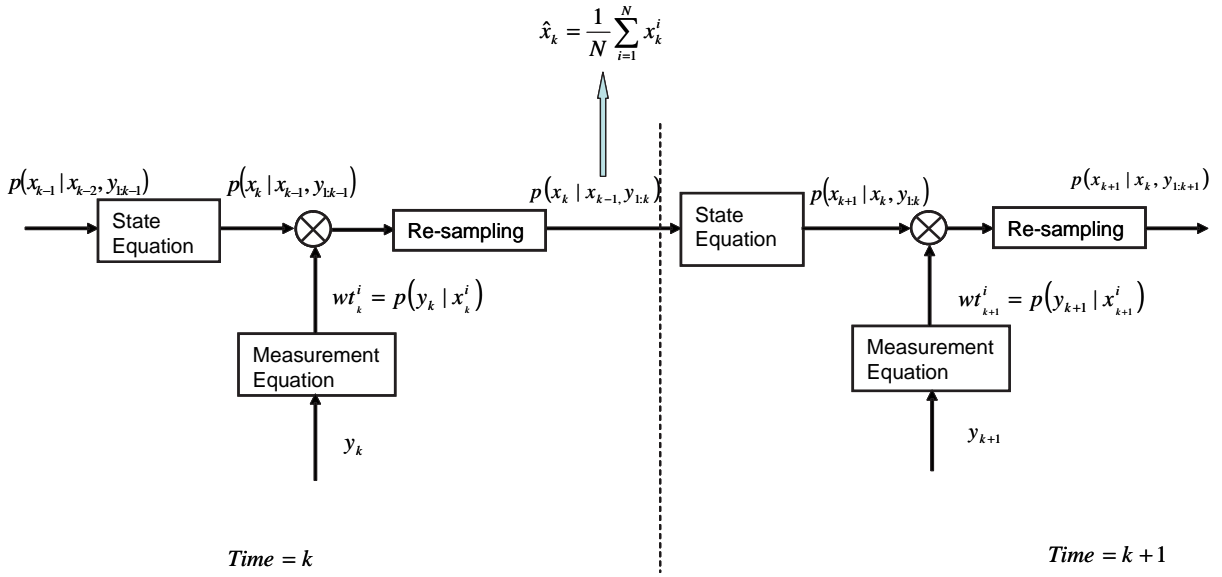 x̂_k = 1/N ∑_{i=1}^{N} x_k^i
p(x_{k-1} | x_{k-2}, y_{1:k-1})
p(x_k | x_{k-1}, y_{1:k-1})
p(x_k | x_{k-1,} y_{1:k})
p(x_{k+1} | x_k, y_{1:k})
p(x_{k+1} | x_k, y_{1:k+1})
State
Equation
Re-sampling
State
Equation
Re-sampling
wt_k^i = p(y_k | x_k^i)
wt_{k+1}^i = p(y_{k+1} | x_{k+1}^i)
Measurement
Equation
Measurement
Equation
y_k
y_{k+1}
Time = k
Time = k + 1